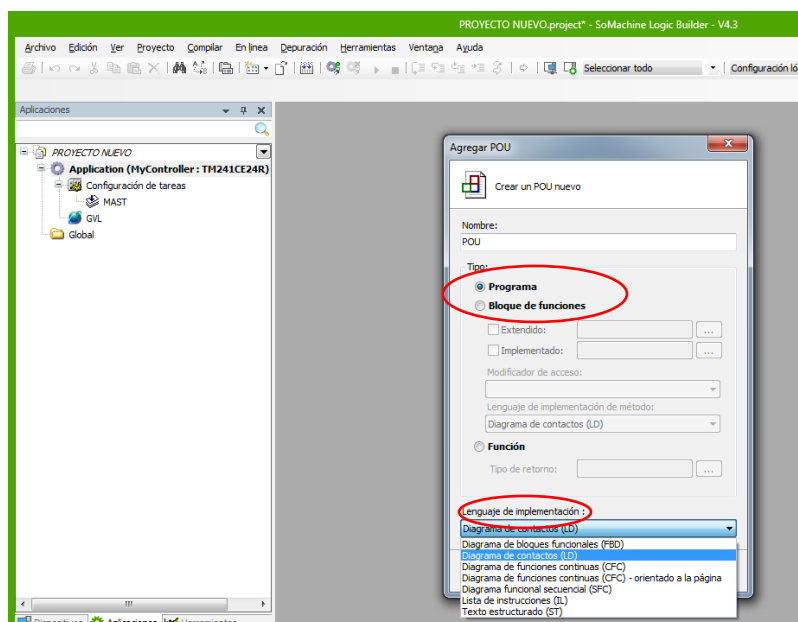 PROYECTO NUEVO.project* - SoMachine Logic Builder - V4.3
Archivo Edición Ver Proyecto Compilar En línea Depuración Herramientas Ventana Ayuda
Seleccionar todo Configuración ló
Aplicaciones
PROYECTO NUEVO
Application (MyController : TM241CE24R)
Configuración de tareas
MAST
GVL
Global
Agregar POU
Crear un POU nuevo
Nombre:
POU
Tipo:
Programa
Bloque de funciones
Extendido: ...
Implementado: ...
Modificador de acceso:
Lenguaje de implementación de método:
Diagrama de contactos (LD)
Función
Tipo de retorno: ...
Lenguaje de implementación :
Diagrama de contactos (LD)
Diagrama de bloques funcionales (FBD)
Diagrama de contactos (LD)
Diagrama de funciones continuas (CFC)
Diagrama de funciones continuas (CFC) - orientado a la página
Diagrama funcional secuencial (SFC)
Lista de instrucciones (IL)
Texto estructurado (ST)
Dispositivos Aplicaciones Herramientas